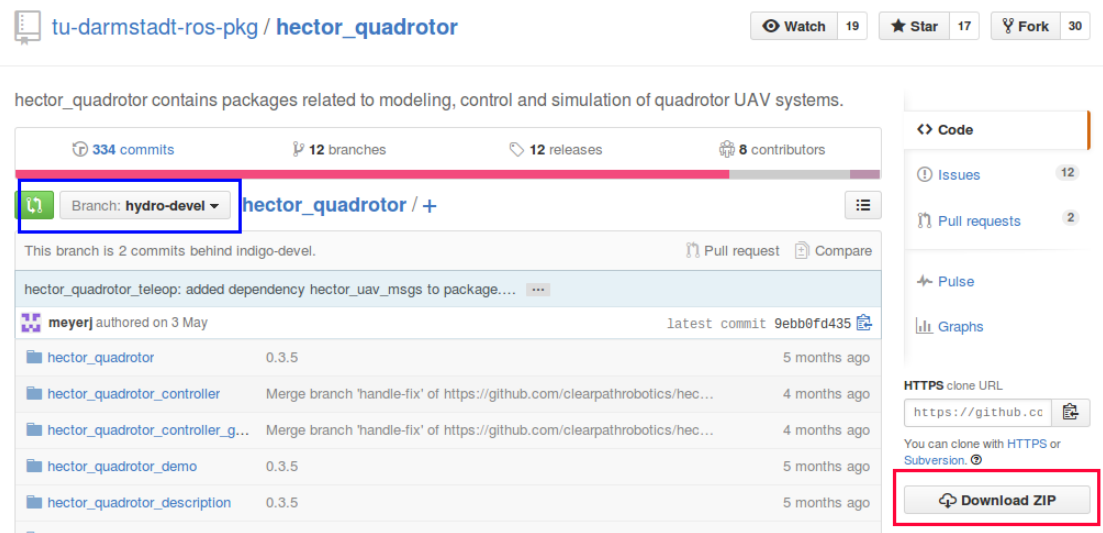 tu-darmstadt-ros-pkg / hector_quadrotor
Watch 19 Star 17 Fork 30
hector_quadrotor contains packages related to modeling, control and simulation of quadrotor UAV systems.
334 commits 12 branches 12 releases 8 contributors
Branch: hydro-devel hector_quadrotor / +
This branch is 2 commits behind indigo-devel. Pull request Compare
hector_quadrotor_teleop: added dependency hector_uav_msgs to package.... ...
meyerj authored on 3 May latest commit 9ebb0fd435
hector_quadrotor 0.3.5 5 months ago
hector_quadrotor_controller Merge branch 'handle-fix' of https://github.com/clearpathrobotics/hec... 4 months ago
hector_quadrotor_controller_g... Merge branch 'handle-fix' of https://github.com/clearpathrobotics/hec... 4 months ago
hector_quadrotor_demo 0.3.5 5 months ago
hector_quadrotor_description 0.3.5 5 months ago
Code
Issues 12
Pull requests 2
Pulse
Graphs
HTTPS clone URL
https://github.cc
You can clone with HTTPS or
Subversion.
Download ZIP